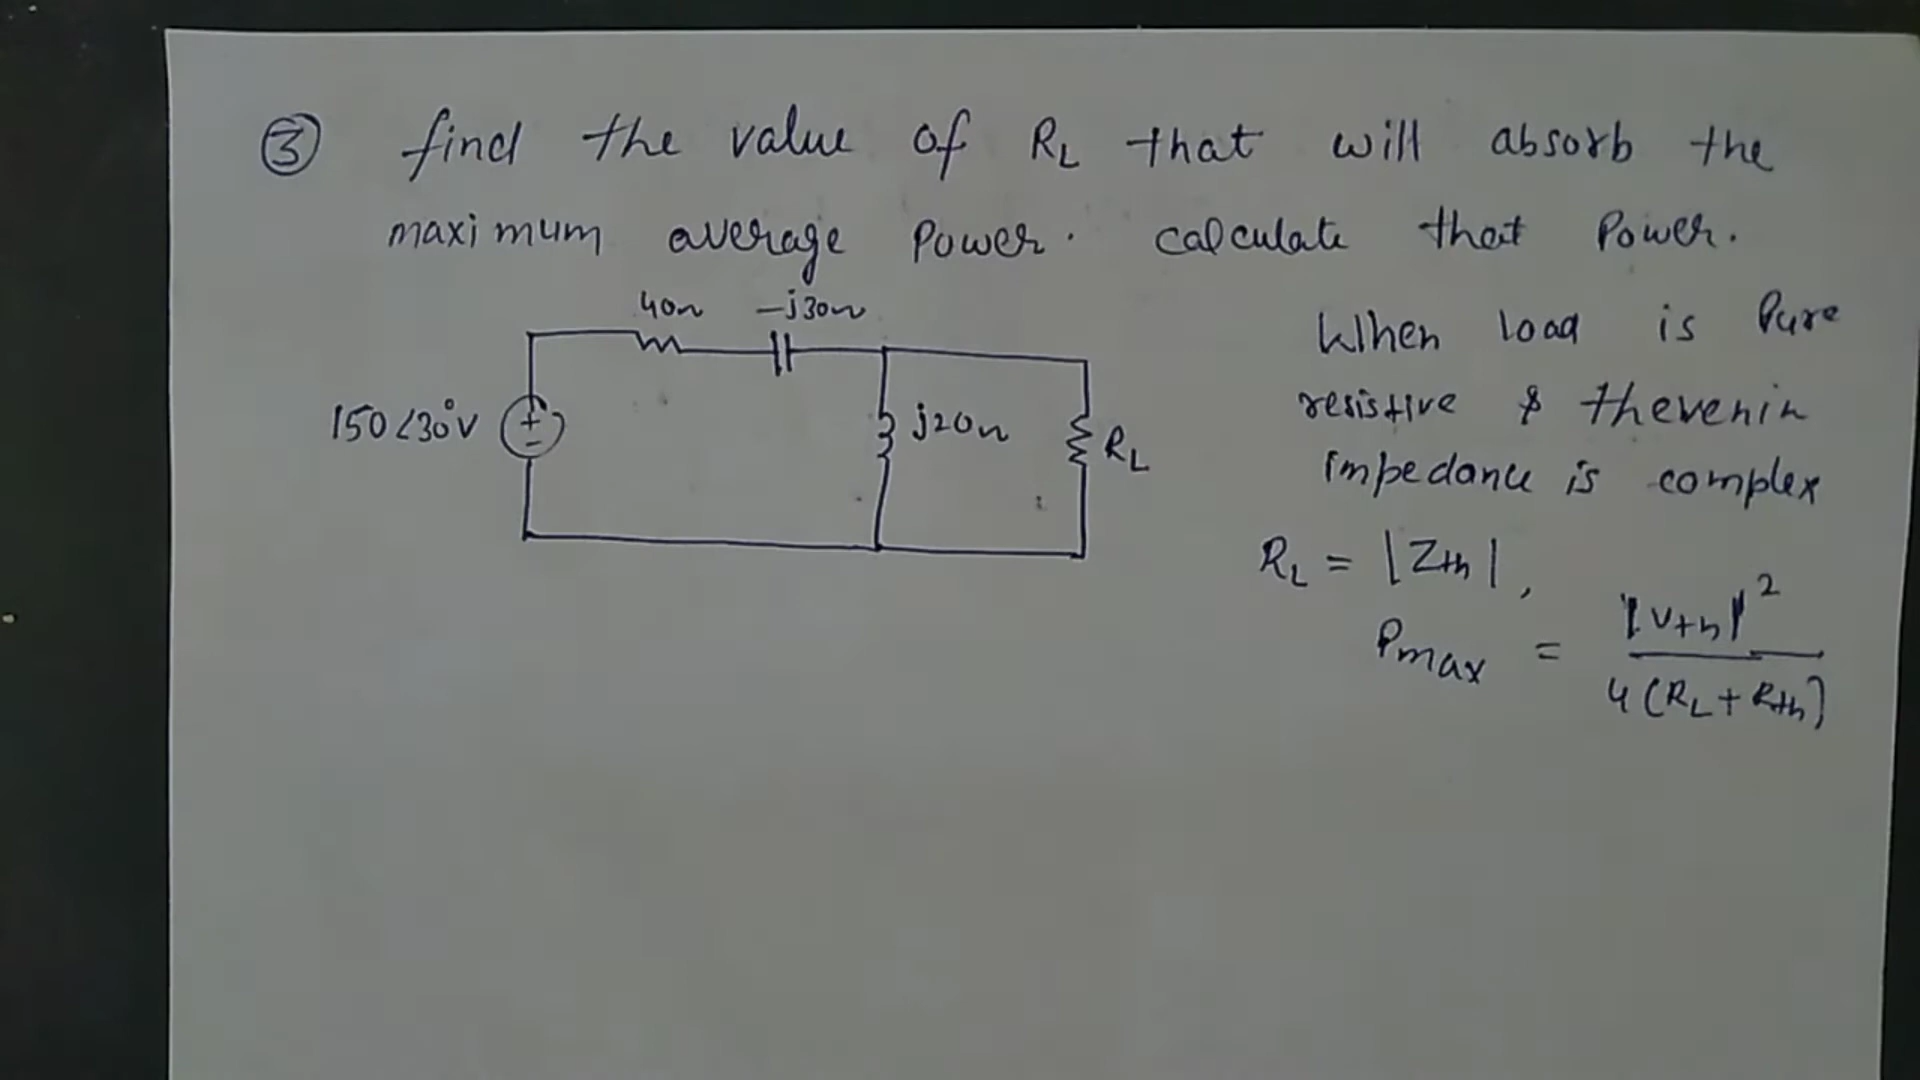 ③ find the value of RL that will absorb the
maximum average Power. calculate that Power.
40Ω -j30Ω
150<30°V
+
-
j20Ω
RL
When load is Pure
resistive & thevenin
impedance is complex
RL = |Zth|,
Pmax = |Vth|² / 4(RL + Rth)